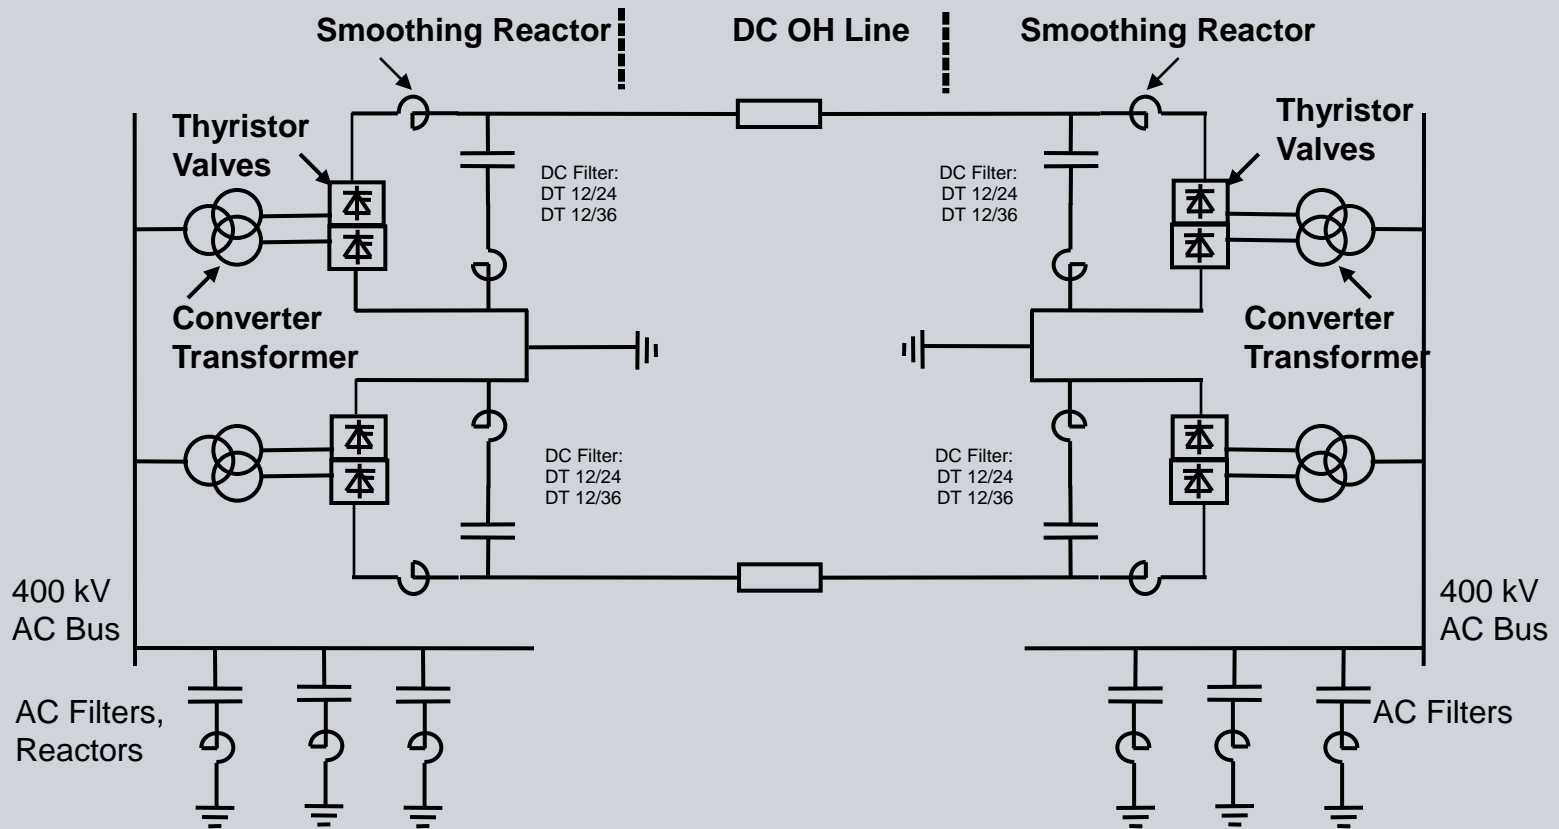 Smoothing Reactor
DC OH Line
Smoothing Reactor
Thyristor
Valves
Thyristor
Valves
DC Filter:
DT 12/24
DT 12/36
DC Filter:
DT 12/24
DT 12/36
Converter
Transformer
Converter
Transformer
DC Filter:
DT 12/24
DT 12/36
DC Filter:
DT 12/24
DT 12/36
400 kV
AC Bus
400 kV
AC Bus
AC Filters,
Reactors
AC Filters